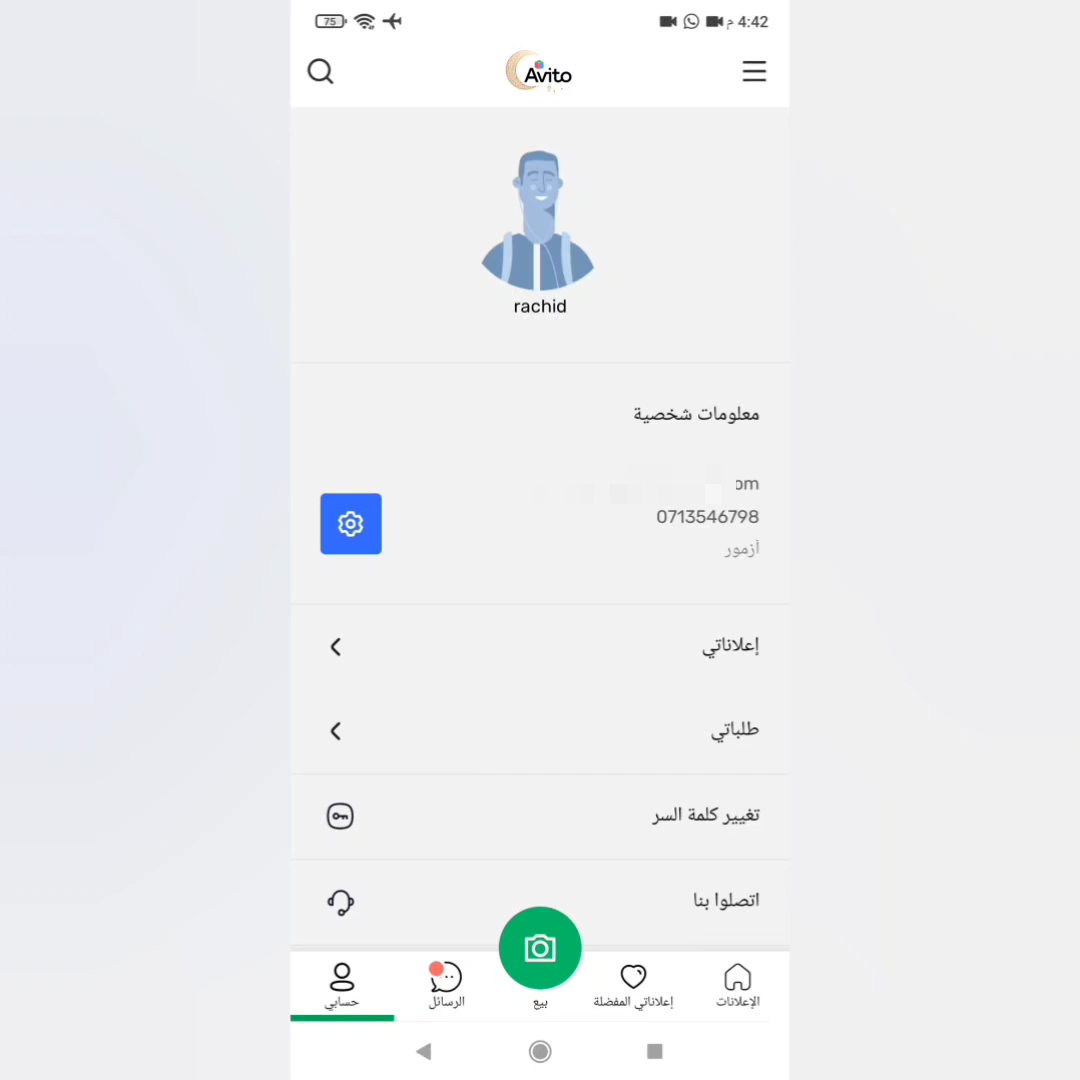 75
4:42 م
Avito
rachid
معلومات شخصية
om
0713546798
أزمور
إعلاناتي
طلباتي
تغيير كلمة السر
اتصلوا بنا
الإعلانات
إعلاناتي المفضلة
بيع
الرسائل
حسابي